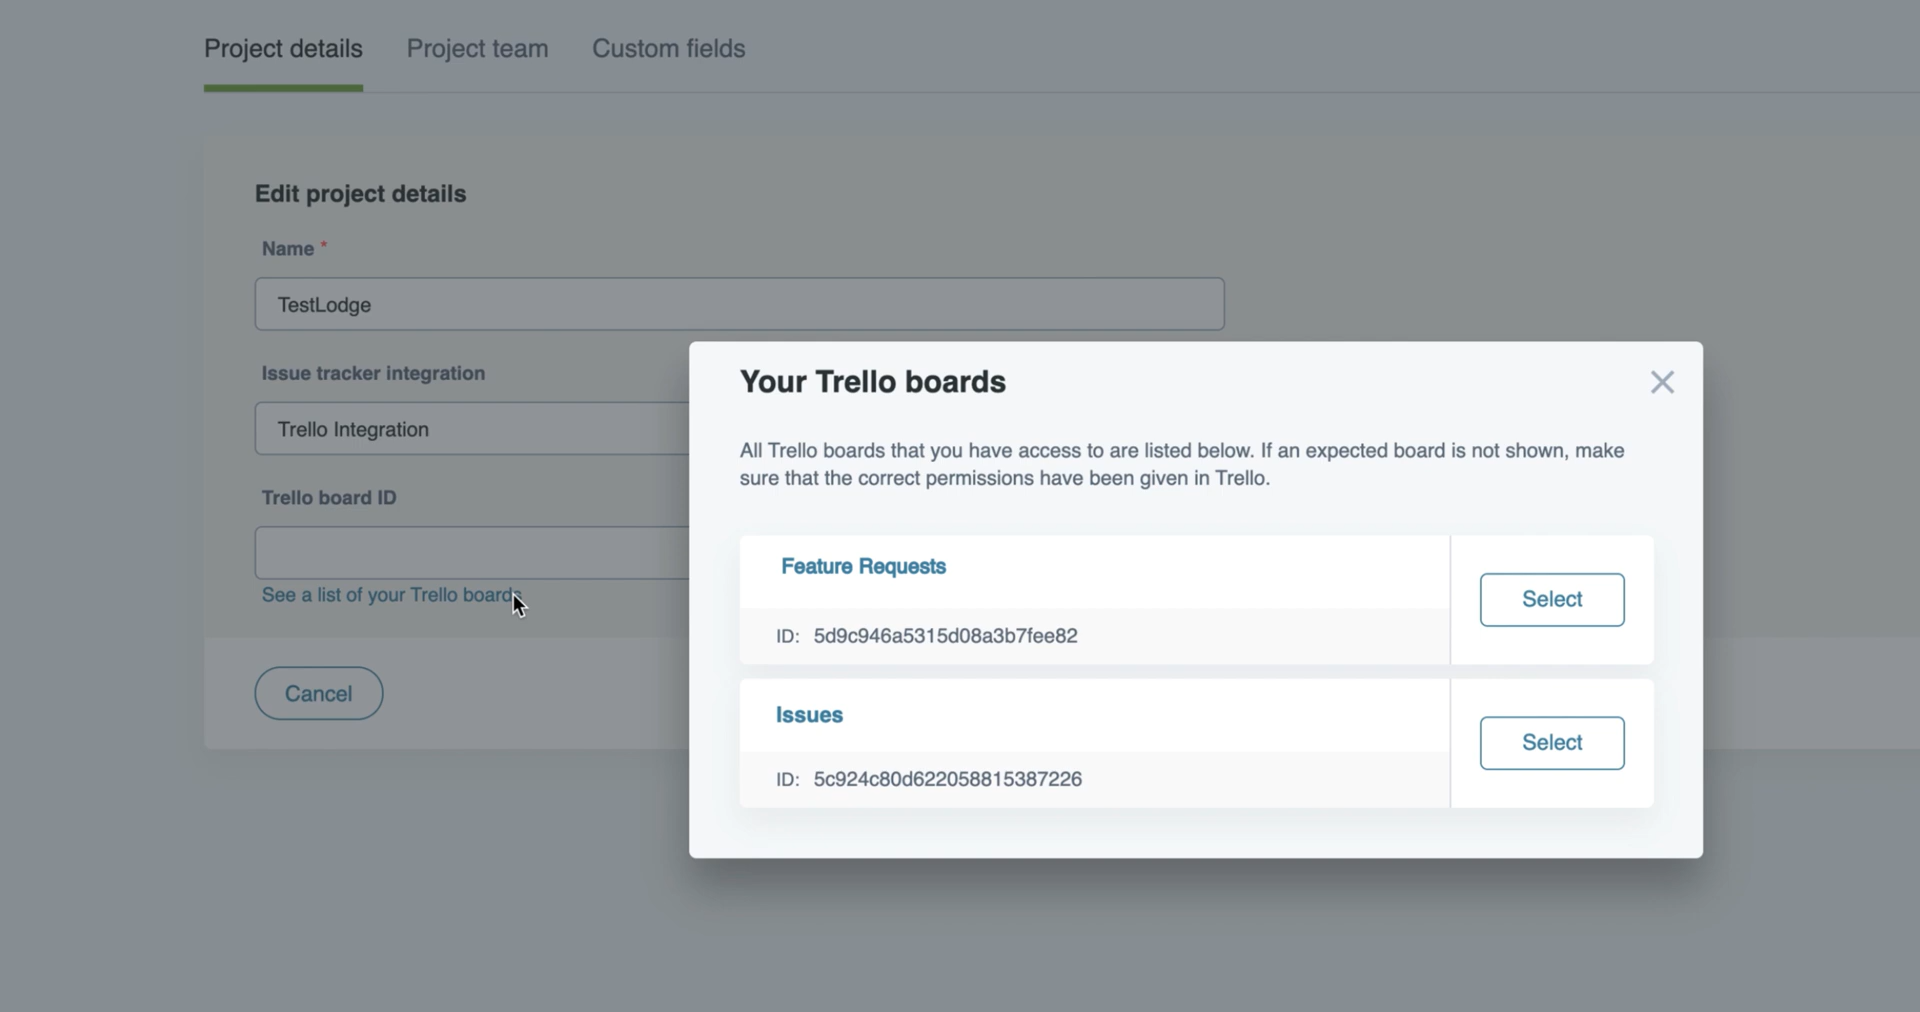 Project details
Project team
Custom fields
Edit project details
Name *
TestLodge
Issue tracker integration
Trello Integration
Trello board ID
See a list of your Trello boards
Cancel
Your Trello boards
All Trello boards that you have access to are listed below. If an expected board is not shown, make
sure that the correct permissions have been given in Trello.
Feature Requests
ID: 5d9c946a5315d08a3b7fee82
Select
Issues
ID: 5c924c80d622058815387226
Select